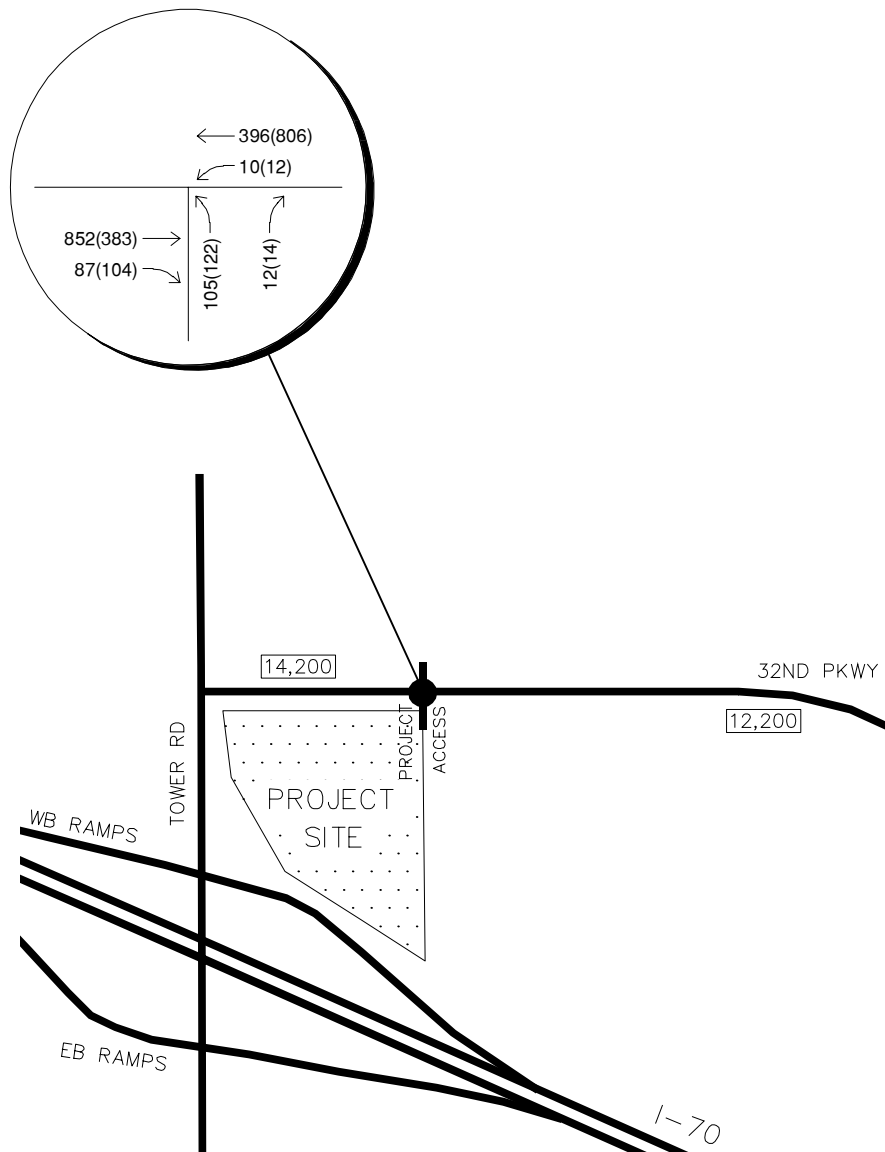 396(806)
10(12)
852(383)
87(104)
105(122)
12(14)
14,200
32ND PKWY
12,200
PROJECT
ACCESS
TOWER RD
PROJECT
SITE
WB RAMPS
EB RAMPS
I-70